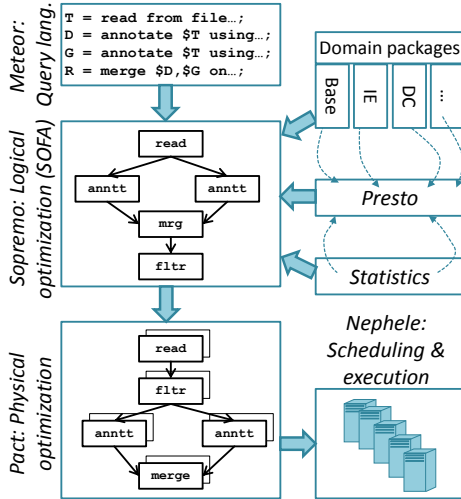 Meteor:
Query lang.
T = read from file…;
D = annotate $T using…;
G = annotate $T using…;
R = merge $D,$G on…;
Domain packages
Base
IE
DC
...
Sopremo: Logical
optimization (SOFA)
read
anntt
anntt
mrg
fltr
Presto
Statistics
Pact: Physical
optimization
read
fltr
anntt
anntt
merge
Nephele:
Scheduling &
execution